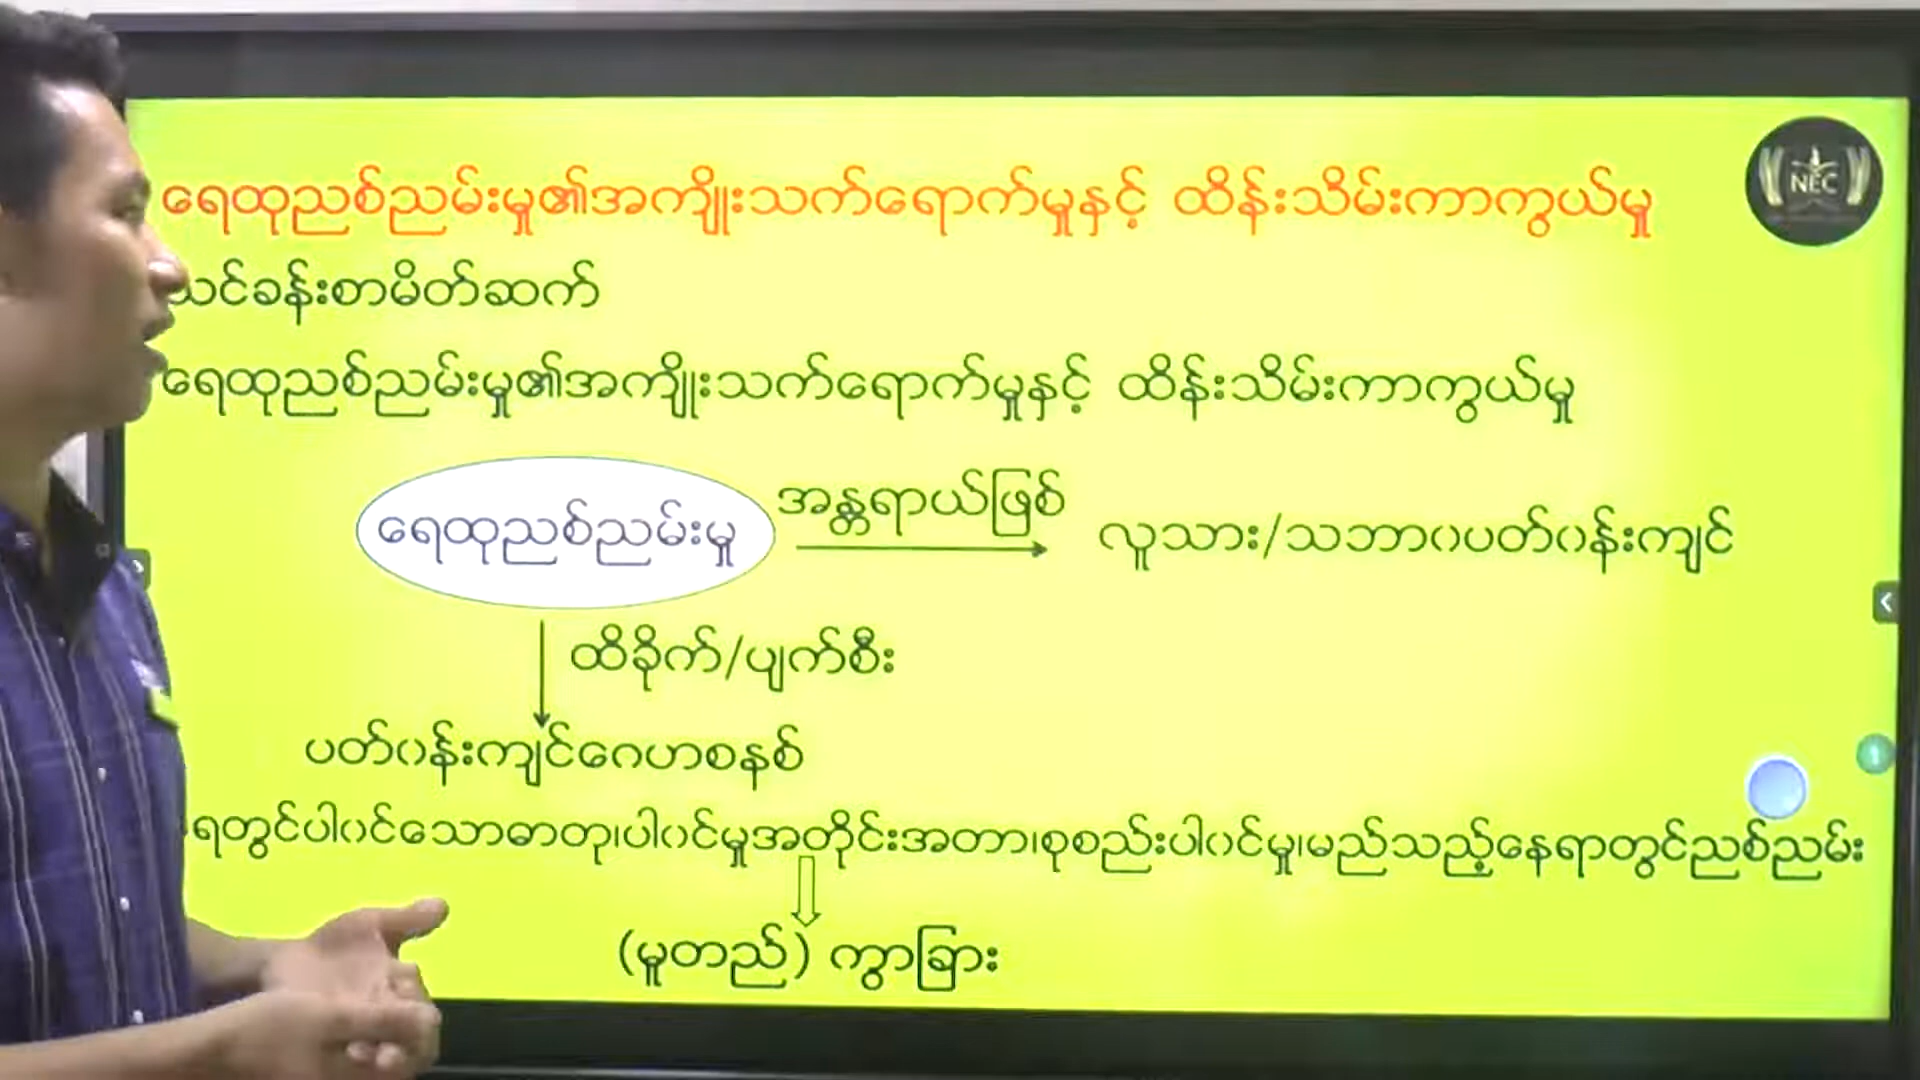 ရေထုညစ်ညမ်းမှု၏အကျိုးသက်ရောက်မှုနှင့် ထိန်းသိမ်းကာကွယ်မှု
NEC
သင်ခန်းစာမိတ်ဆက်
ရေထုညစ်ညမ်းမှု၏အကျိုးသက်ရောက်မှုနှင့် ထိန်းသိမ်းကာကွယ်မှု
ရေထုညစ်ညမ်းမှု အန္တရာယ်ဖြစ် လူသား/သဘာဝပတ်ဝန်းကျင်
ထိခိုက်/ပျက်စီး
ပတ်ဝန်းကျင်ဂေဟစနစ်
ရေတွင်ပါဝင်သောဓာတု၊ပါဝင်မှုအတိုင်းအတာ၊စုစည်းပါဝင်မှု၊မည်သည့်နေရာတွင်ညစ်ညမ်း
(မူတည်) ကွာခြား